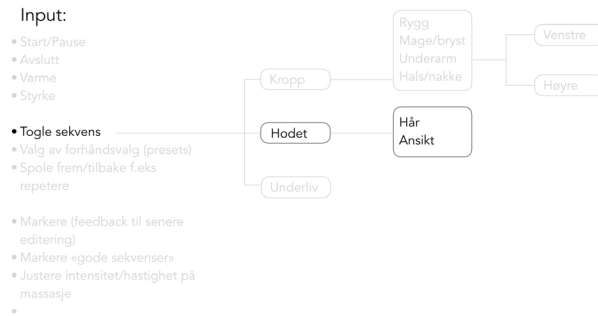 Input:
• Start/Pause
• Avslutt
• Varme
• Styrke
• Togle sekvens
• Valg av forhåndsvalg (presets)
• Spole frem/tilbake f.eks
repetere
• Markere (feedback til senere
editering)
• Markere «gode sekvenser»
• Justere intensitet/hastighet på
massasje
•
Kropp
Hodet
Underliv
Rygg
Mage/bryst
Underarm
Hals/nakke
Hår
Ansikt
Venstre
Høyre